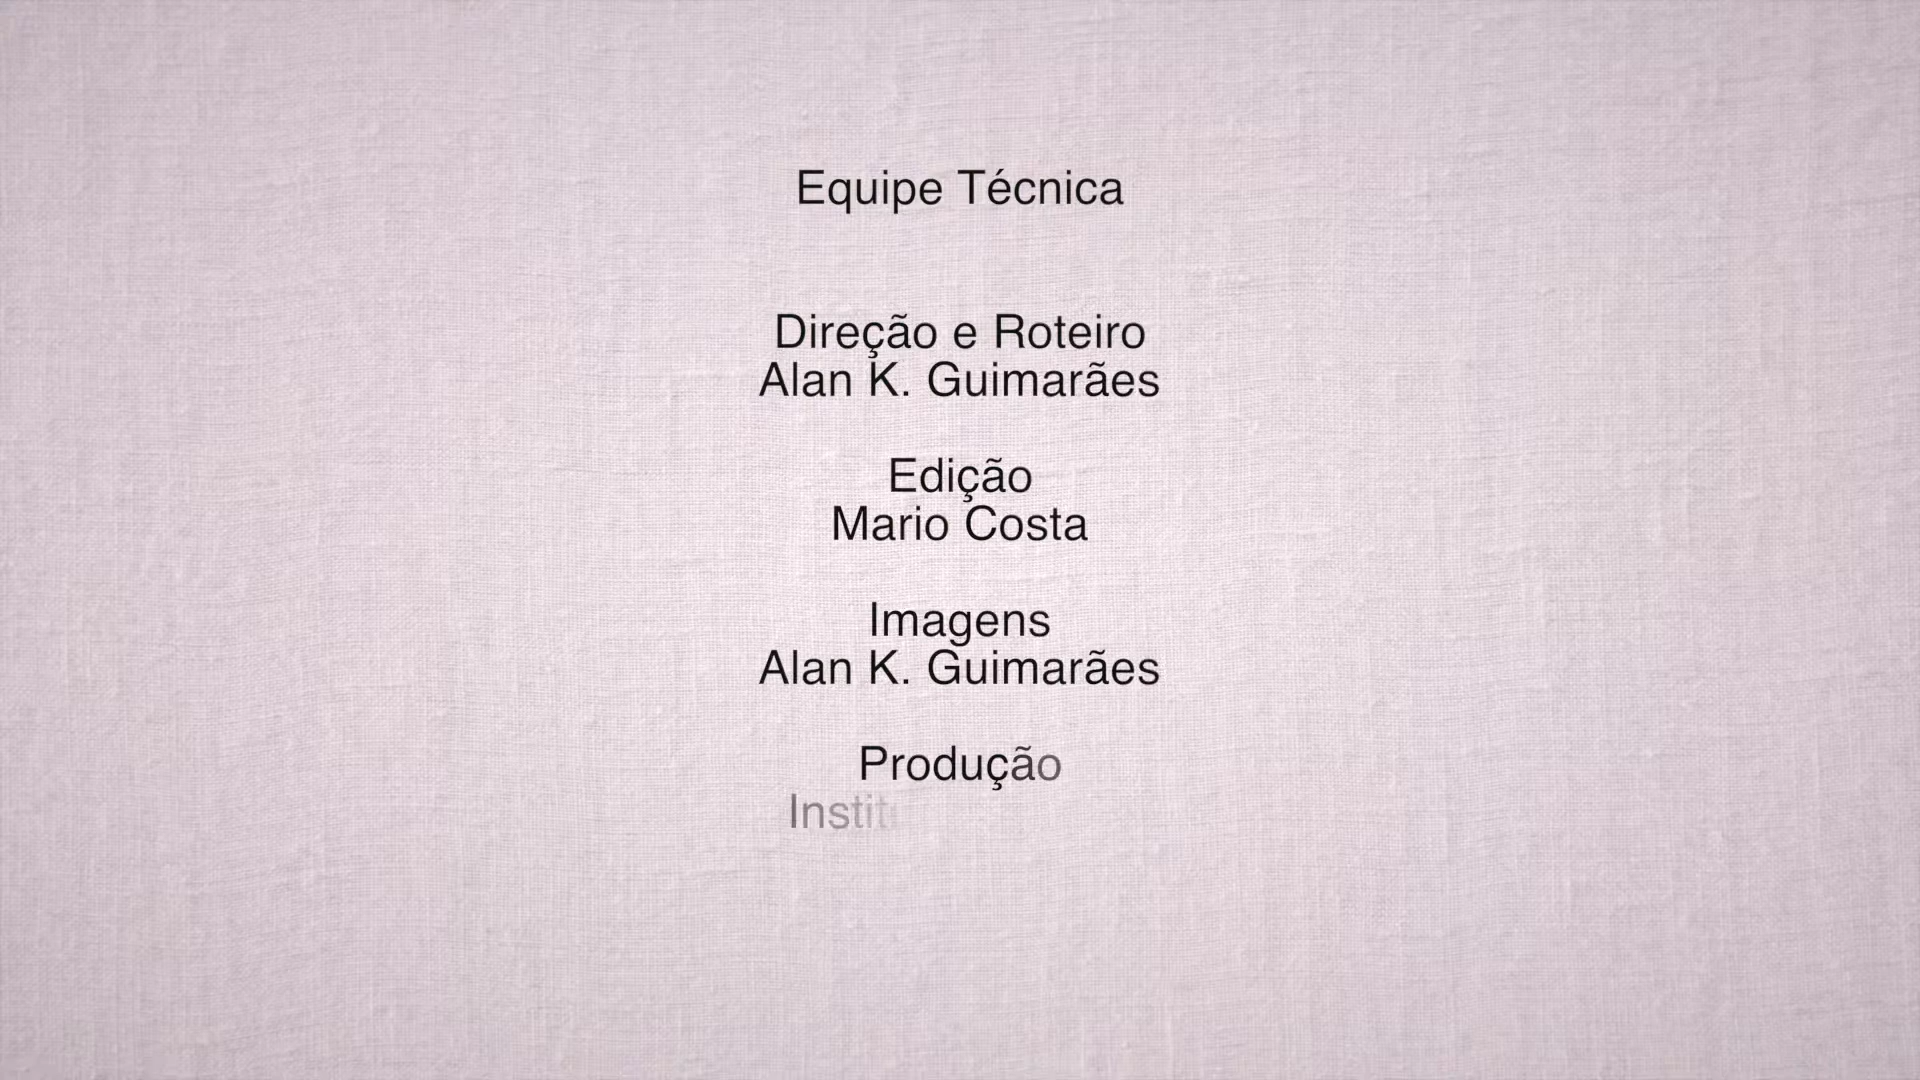 Equipe Técnica
Direção e Roteiro
Alan K. Guimarães
Edição
Mario Costa
Imagens
Alan K. Guimarães
Produção